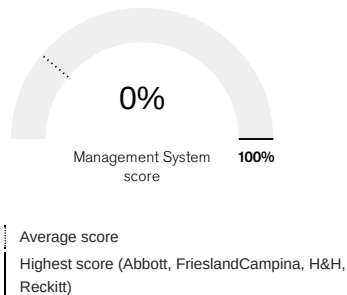 0%
Management System
score
100%
Average score
Highest score (Abbott, FrieslandCampina, H&H,
Reckitt)